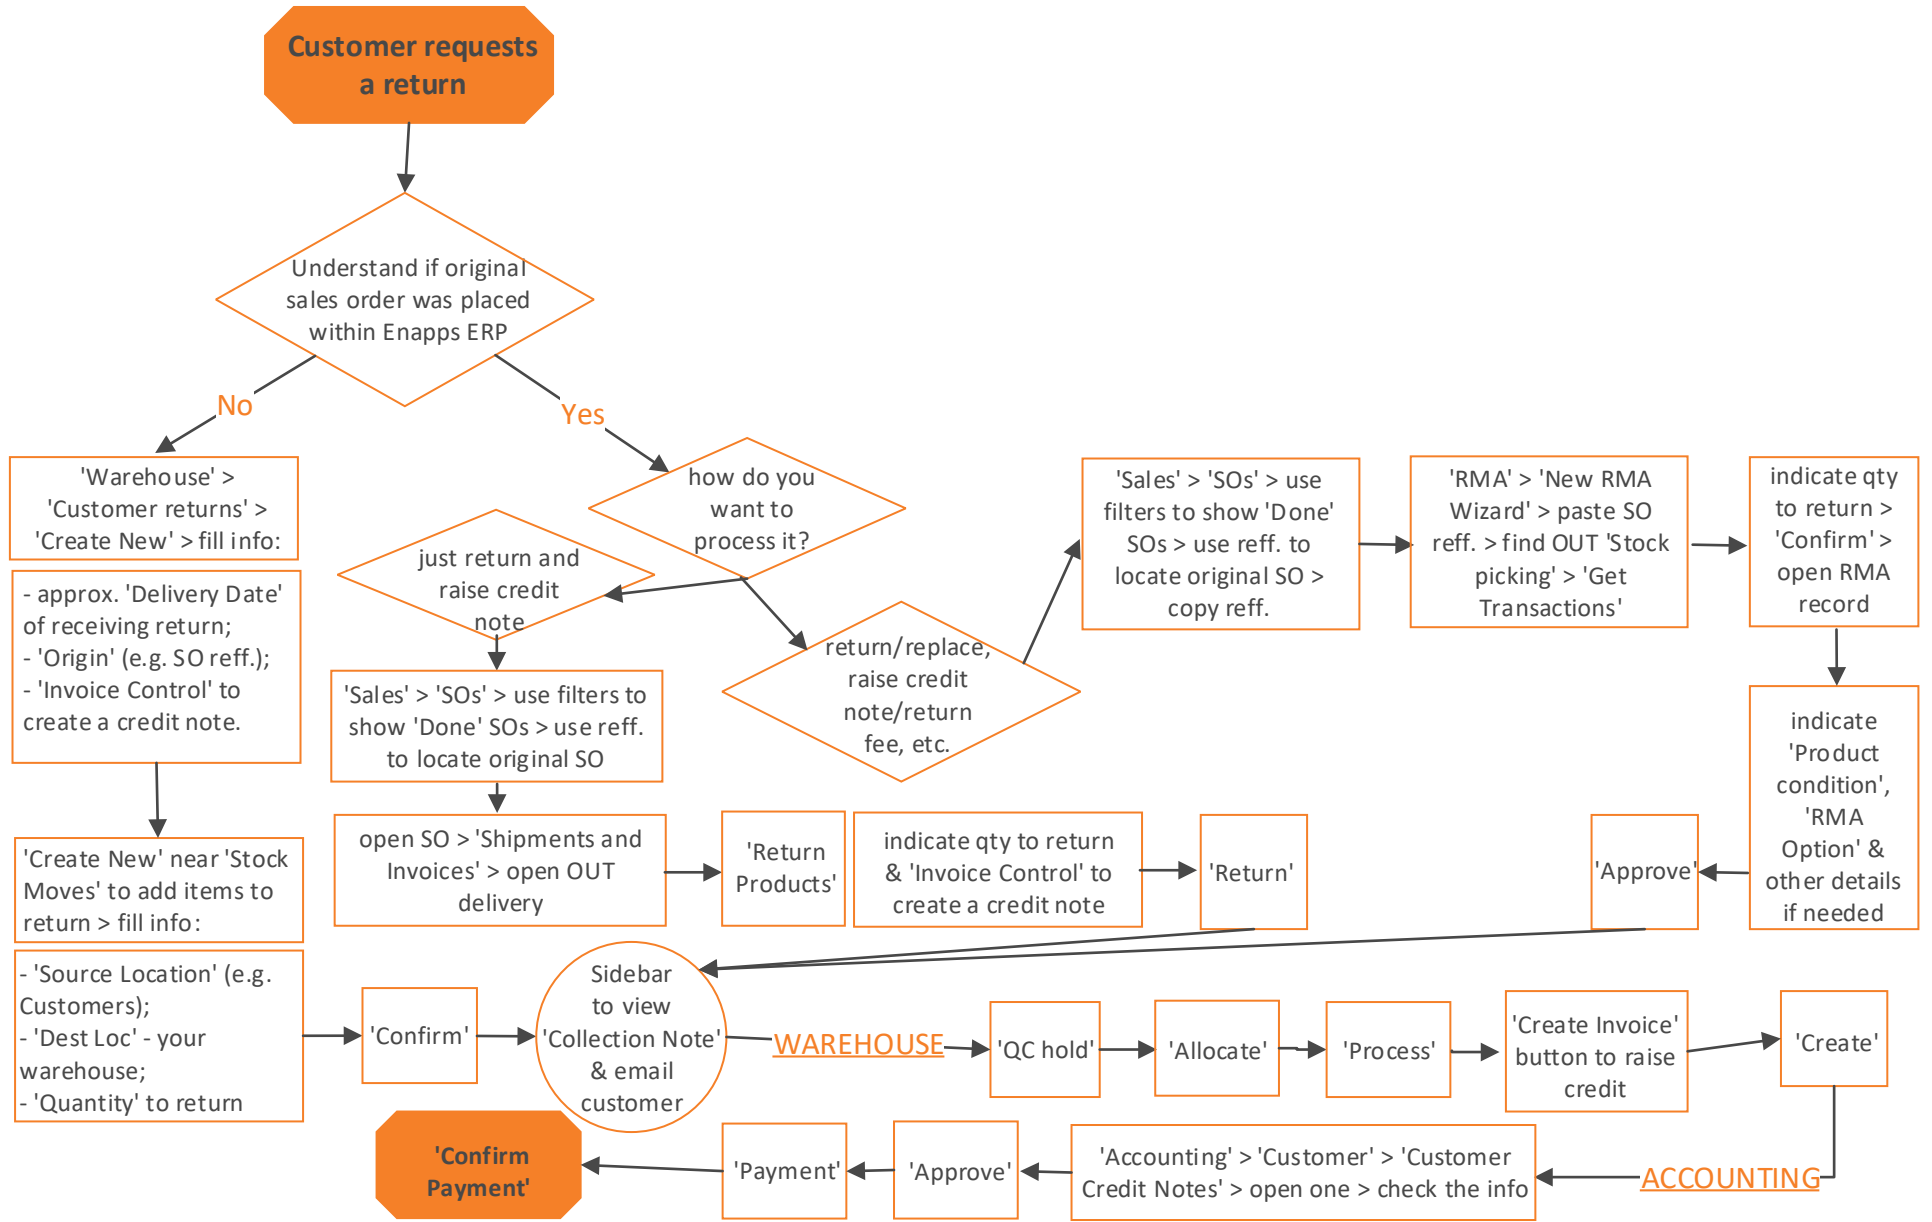 Customer requests
a return
Understand if original
sales order was placed
within Enapps ERP
No
Yes
'Warehouse' >
'Customer returns' >
'Create New' > fill info:
- approx. 'Delivery Date'
of receiving return;
- 'Origin' (e.g. SO reff.);
- 'Invoice Control' to
create a credit note.
'Create New' near 'Stock
Moves' to add items to
return > fill info:
- 'Source Location' (e.g.
Customers);
- 'Dest Loc' - your
warehouse;
- 'Quantity' to return
'Confirm'
how do you
want to
process it?
just return and
raise credit
note
'Sales' > 'SOs' > use filters to
show 'Done' SOs > use reff.
to locate original SO
open SO > 'Shipments and
Invoices' > open OUT
delivery
'Return
Products'
indicate qty to return
& 'Invoice Control' to
create a credit note
'Return'
return/replace,
raise credit
note/return
fee, etc.
'Sales' > 'SOs' > use
filters to show 'Done'
SOs > use reff. to
locate original SO >
copy reff.
'RMA' > 'New RMA
Wizard' > paste SO
reff. > find OUT 'Stock
picking' > 'Get
Transactions'
indicate qty
to return >
'Confirm' >
open RMA
record
indicate
'Product
condition',
'RMA
Option' &
other details
if needed
'Approve'
Sidebar
to view
'Collection Note'
& email
customer
WAREHOUSE
'QC hold'
'Allocate'
'Process'
'Create Invoice'
button to raise
credit
'Create'
ACCOUNTING
'Accounting' > 'Customer' > 'Customer
Credit Notes' > open one > check the info
'Approve'
'Payment'
'Confirm
Payment'